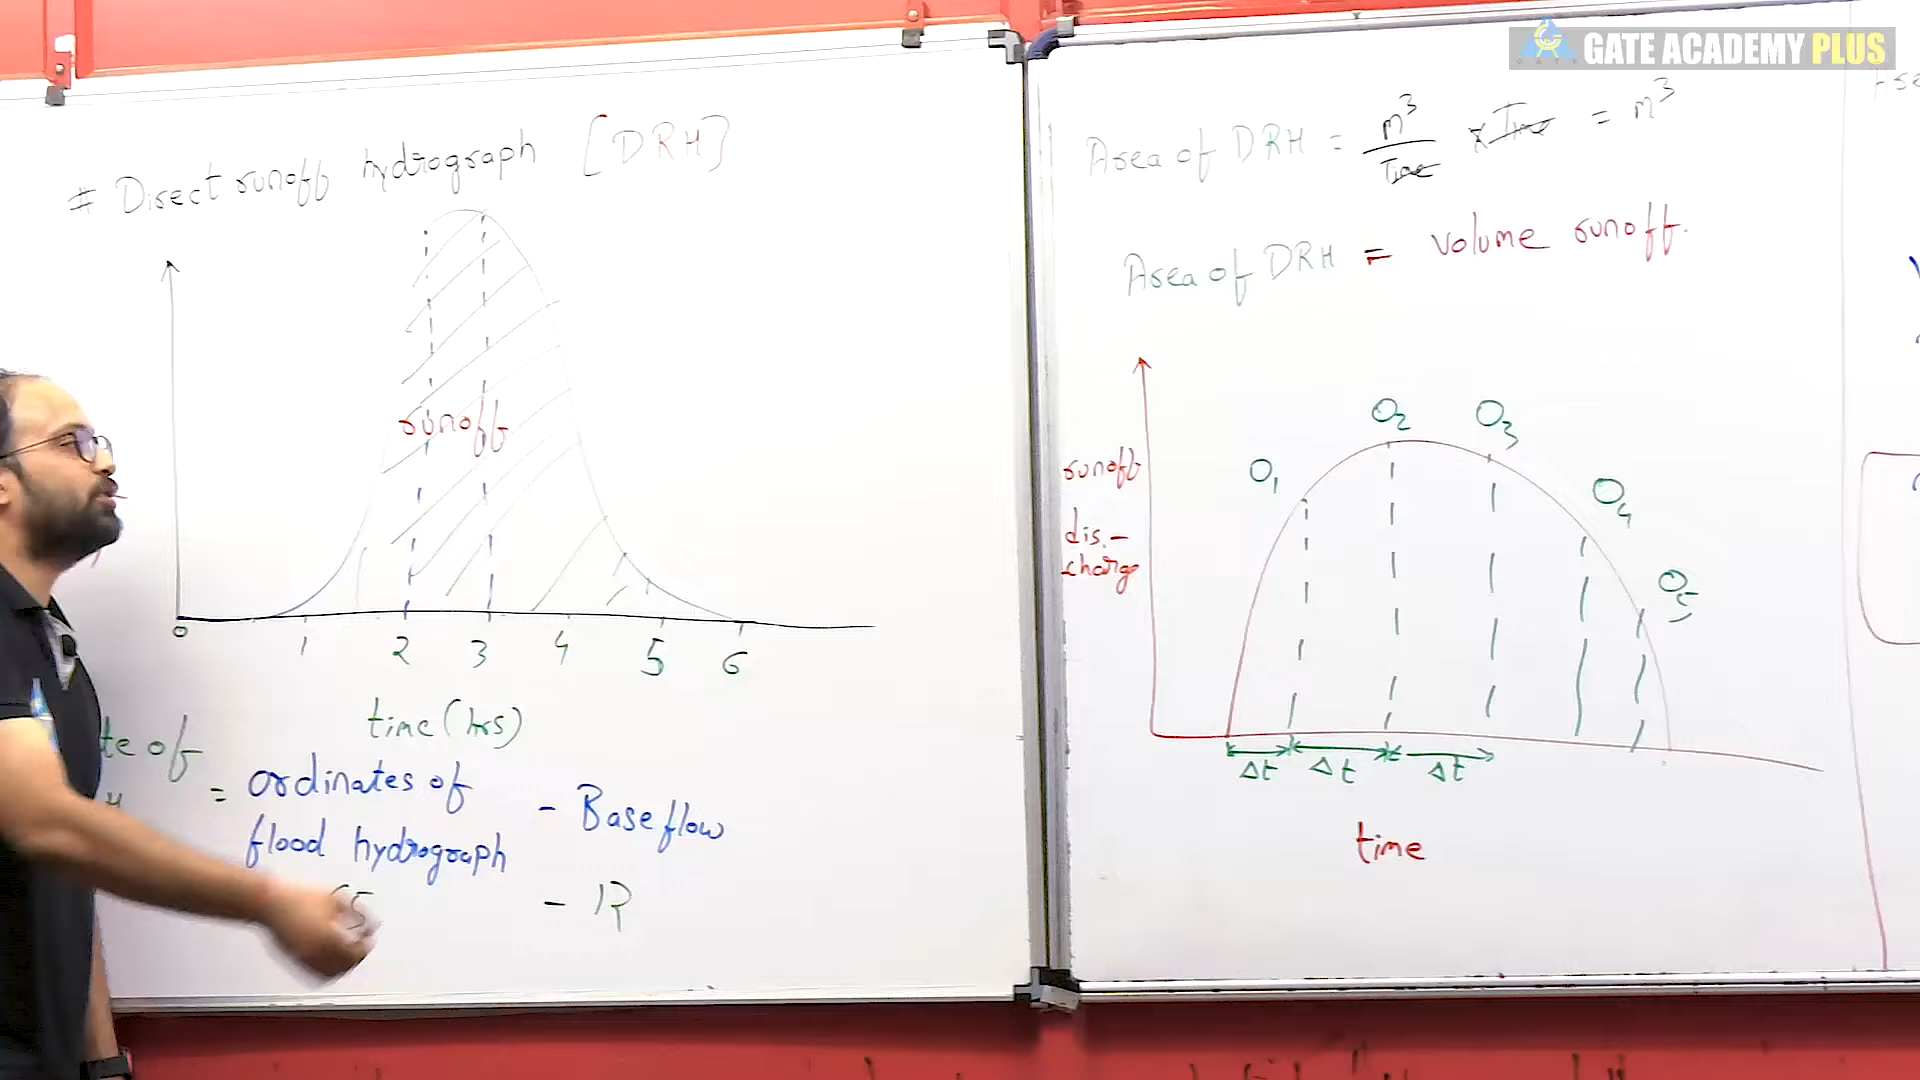 GATE ACADEMY PLUS
# Direct runoff hydrograph [DRH]
runoff
0 1 2 3 4 5 6
time (hrs)
te of = ordinates of flood hydrograph - Base flow
- 12
Area of DRH = m³/Time × Time = m³
Area of DRH = volume runoff.
O₁ O₂ O₃ O₄ O₅
runoff
dis-
charge
Δt Δt Δt
time